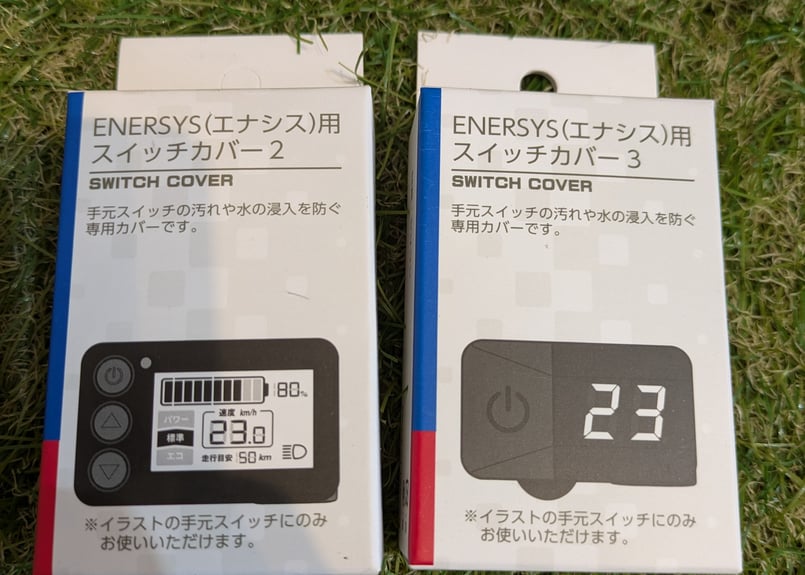 ENERSYS(エナシス)用
スイッチカバー2
SWITCH COVER
手元スイッチの汚れや水の浸入を防ぐ
専用カバーです。
80%
パワー
標準
エコ
速度 km/h
23.0
走行目安 50 km
※イラストの手元スイッチにのみ
お使いいただけます。
ENERSYS(エナシス)用
スイッチカバー3
SWITCH COVER
手元スイッチの汚れや水の浸入を防ぐ
専用カバーです。
23
※イラストの手元スイッチにのみ
お使いいただけます。